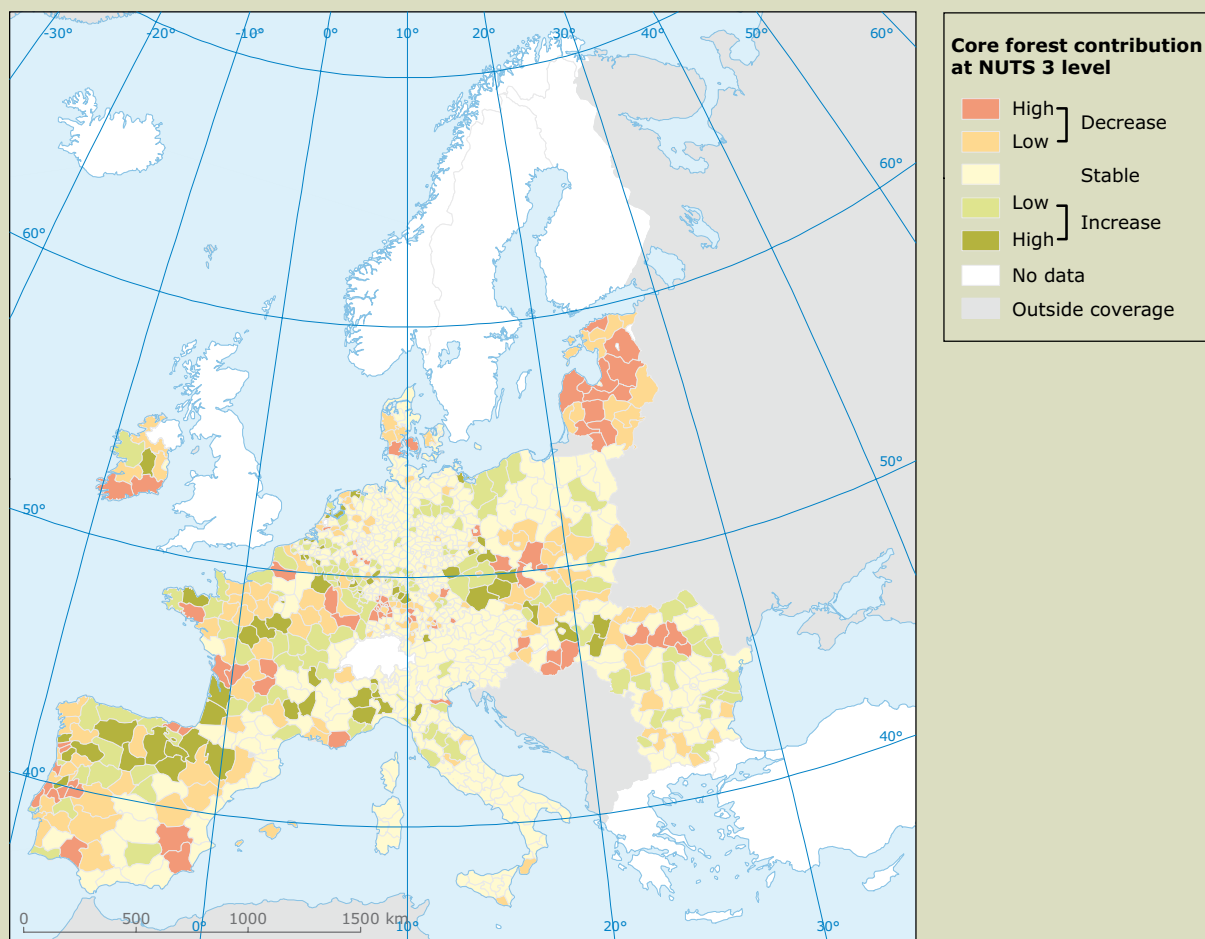 -30° -20° -10° 0° 10° 20° 30° 40° 50° 60°
60°
60°
50°
50°
40°
40°
0 500 1000 1500 km
0° 10° 20° 30°
Core forest contribution
at NUTS 3 level
High
Decrease
Low
Stable
Low
Increase
High
No data
Outside coverage